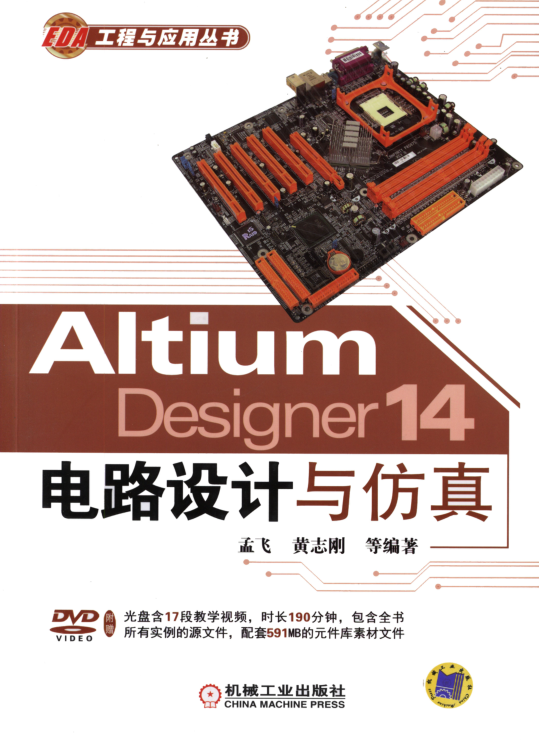 EDA 工程与应用丛书
Altium
Designer 14
电路设计与仿真
孟飞 黄志刚 等编著
DVD VIDEO 附赠
光盘含17段教学视频，时长190分钟，包含全书
所有实例的源文件，配套591MB的元件库素材文件
机械工业出版社
CHINA MACHINE PRESS